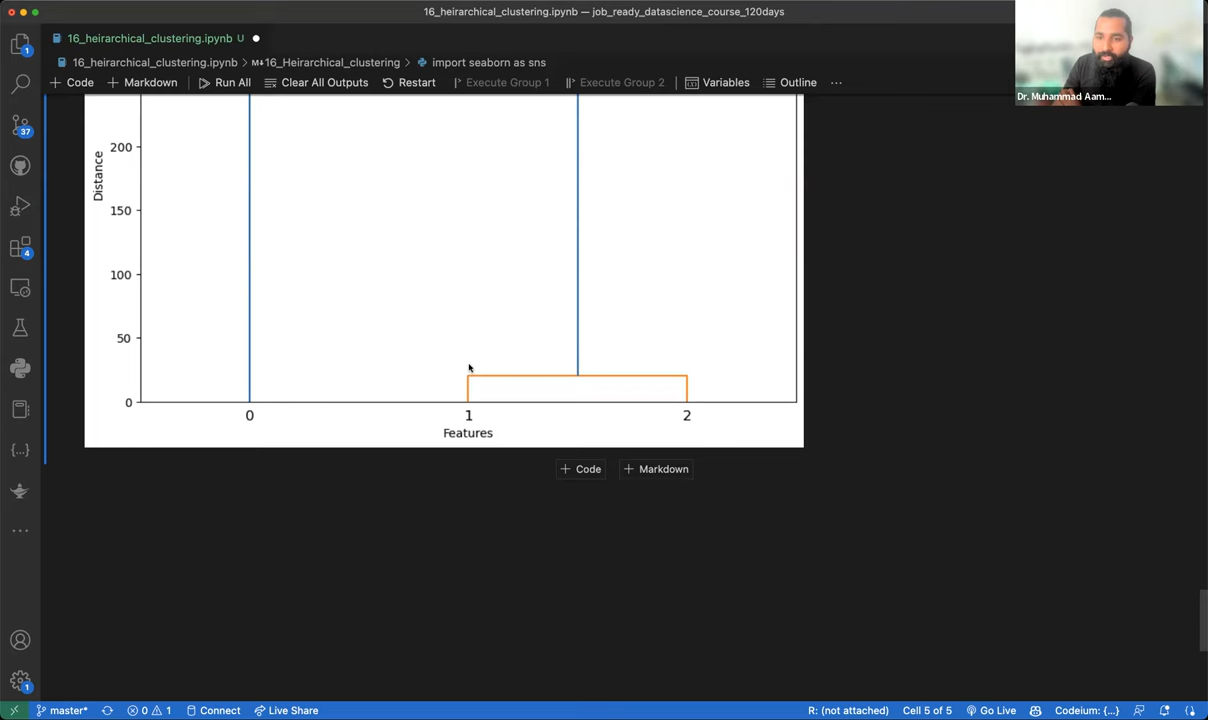 16_heirarchical_clustering.ipynb — job_ready_datascience_course_120days
16_heirarchical_clustering.ipynb U
16_heirarchical_clustering.ipynb > M↓16_Heirarchical_clustering > import seaborn as sns
+ Code + Markdown Run All Clear All Outputs Restart Execute Group 1 Execute Group 2 Variables Outline ...
Dr. Muhammad Aam...
1
37
4
Distance
200
150
100
50
0
0 1 2
Features
+ Code + Markdown
1
master* 0 1 Connect Live Share R: (not attached) Cell 5 of 5 Go Live Codeium: {...}